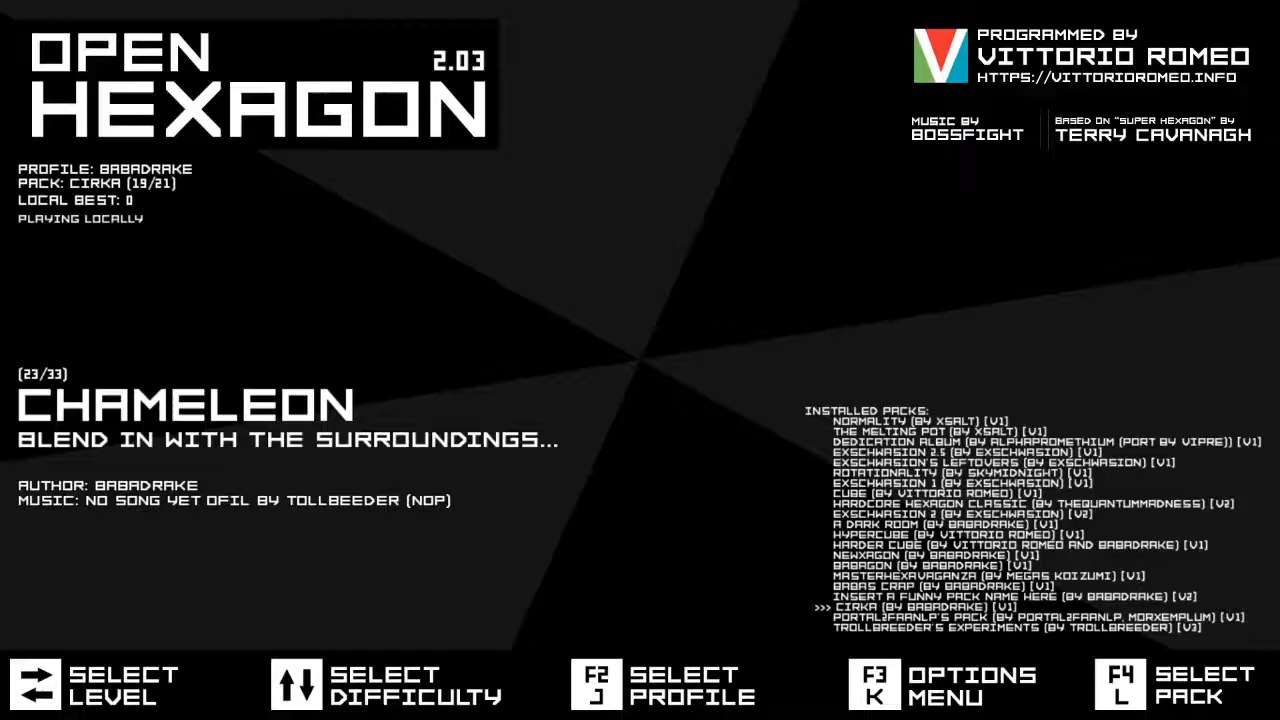 OPEN
HEXAGON
2.03
PROGRAMMED BY
VITTORIO ROMEO
HTTPS://VITTORIOROMEO.INFO
MUSIC BY
BOSSFIGHT
BASED ON "SUPER HEXAGON" BY
TERRY CAVANAGH
PROFILE: BABADRAKE
PACK: CIRKA (19/21)
LOCAL BEST: 0
PLAYING LOCALLY
(23/33)
CHAMELEON
BLEND IN WITH THE SURROUNDINGS...
AUTHOR: BABADRAKE
MUSIC: NO SONG YET OFIL BY TOLLBEEDER (NOP)
INSTALLED PACKS:
NORMALITY (BY XSALT) [V1]
THE MELTING POT (BY XSALT) [V1]
DEDICATION ALBUM (BY ALPHAPROMETHIUM (PORT BY VIPRE)) [V1]
EXSCHWASION 2.5 (BY EXSCHWASION) [V1]
EXSCHWASION'S LEFTOVERS (BY EXSCHWASION) [V1]
ROTATIONALITY (BY SKYMIDNIGHT) [V1]
EXSCHWASION 1 (BY EXSCHWASION) [V1]
CUBE (BY VITTORIO ROMEO) [V1]
HARDCORE HEXAGON CLASSIC (BY THEQUANTUMMADNESS) [V2]
EXSCHWASION 2 (BY EXSCHWASION) [V2]
A DARK ROOM (BY BABADRAKE) [V1]
HYPERCUBE (BY VITTORIO ROMEO) [V1]
HARDER CUBE (BY VITTORIO ROMEO AND BABADRAKE) [V1]
NEWXAGON (BY BABADRAKE) [V1]
BABAGON (BY BABADRAKE) [V1]
MASTERHEXAVAGANZA (BY MEGAS KOIZUMI) [V1]
BABAS CRAP (BY BABADRAKE) [V1]
INSERT A FUNNY PACK NAME HERE (BY BABADRAKE) [V2]
>>> CIRKA (BY BABADRAKE) [V1]
PORTAL2FAANLP'S PACK (BY PORTAL2FAANLP, MORXEMPLUM) [V1]
TROLLBREEDER'S EXPERIMENTS (BY TROLLBREEDER) [V3]
SELECT
LEVEL
SELECT
DIFFICULTY
F2
J
SELECT
PROFILE
F3
K
OPTIONS
MENU
F4
L
SELECT
PACK